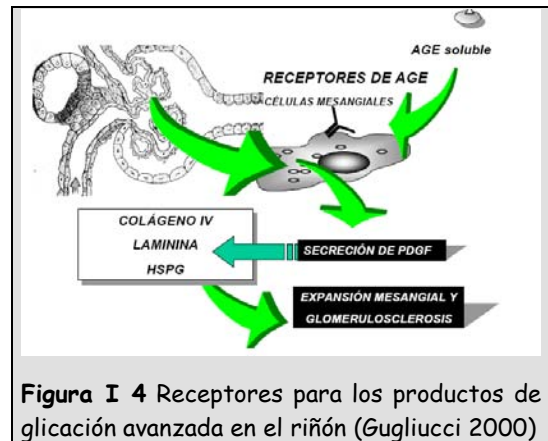 AGE soluble
RECEPTORES DE AGE
CÉLULAS MESANGIALES
COLÁGENO IV
LAMININA
HSPG
SECRECIÓN DE PDGF
EXPANSIÓN MESANGIAL Y
GLOMERULOSCLEROSIS
Figura I 4 Receptores para los productos de
glicación avanzada en el riñón (Gugliucci 2000)